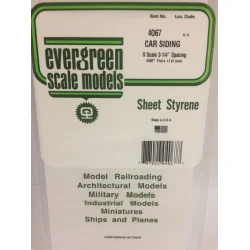 Item No. Loc. Code
4067
CAR SIDING
O Scale 3-1/4" Spacing
.040" Thick (1.0 mm)
evergreen
scale models
Sheet Styrene
Made in U.S.A.
Model Railroading
Architectural Models
Military Models
Industrial Models
Miniatures
Ships and Planes